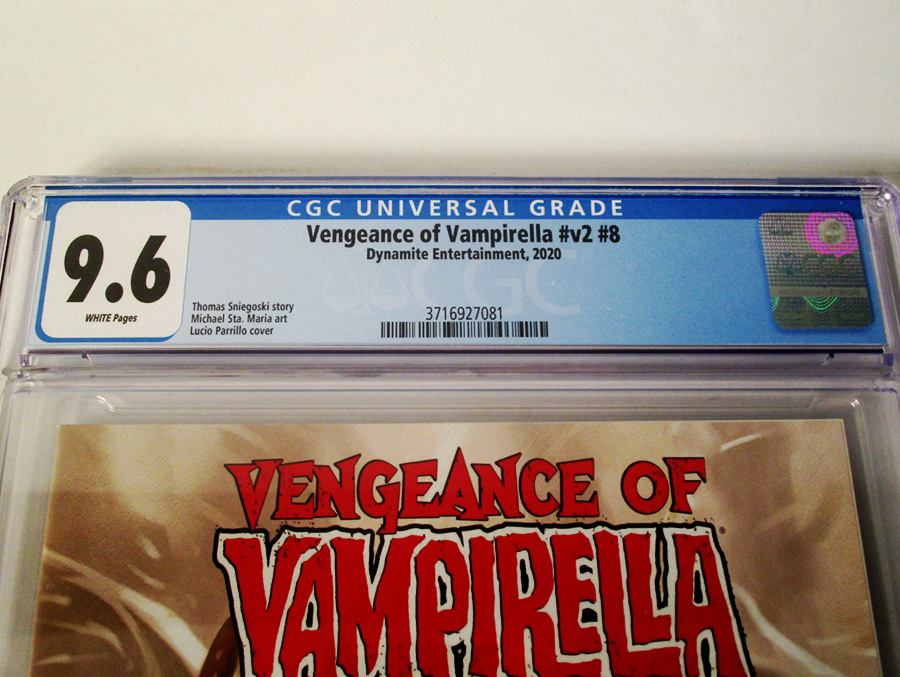 CGC UNIVERSAL GRADE
9.6
WHITE Pages
Vengeance of Vampirella #v2 #8
Dynamite Entertainment, 2020
Thomas Sniegoski story
Michael Sta. Maria art
Lucio Parrillo cover
CGC
3716927081
VENGEANCE OF
VAMPIRELLA